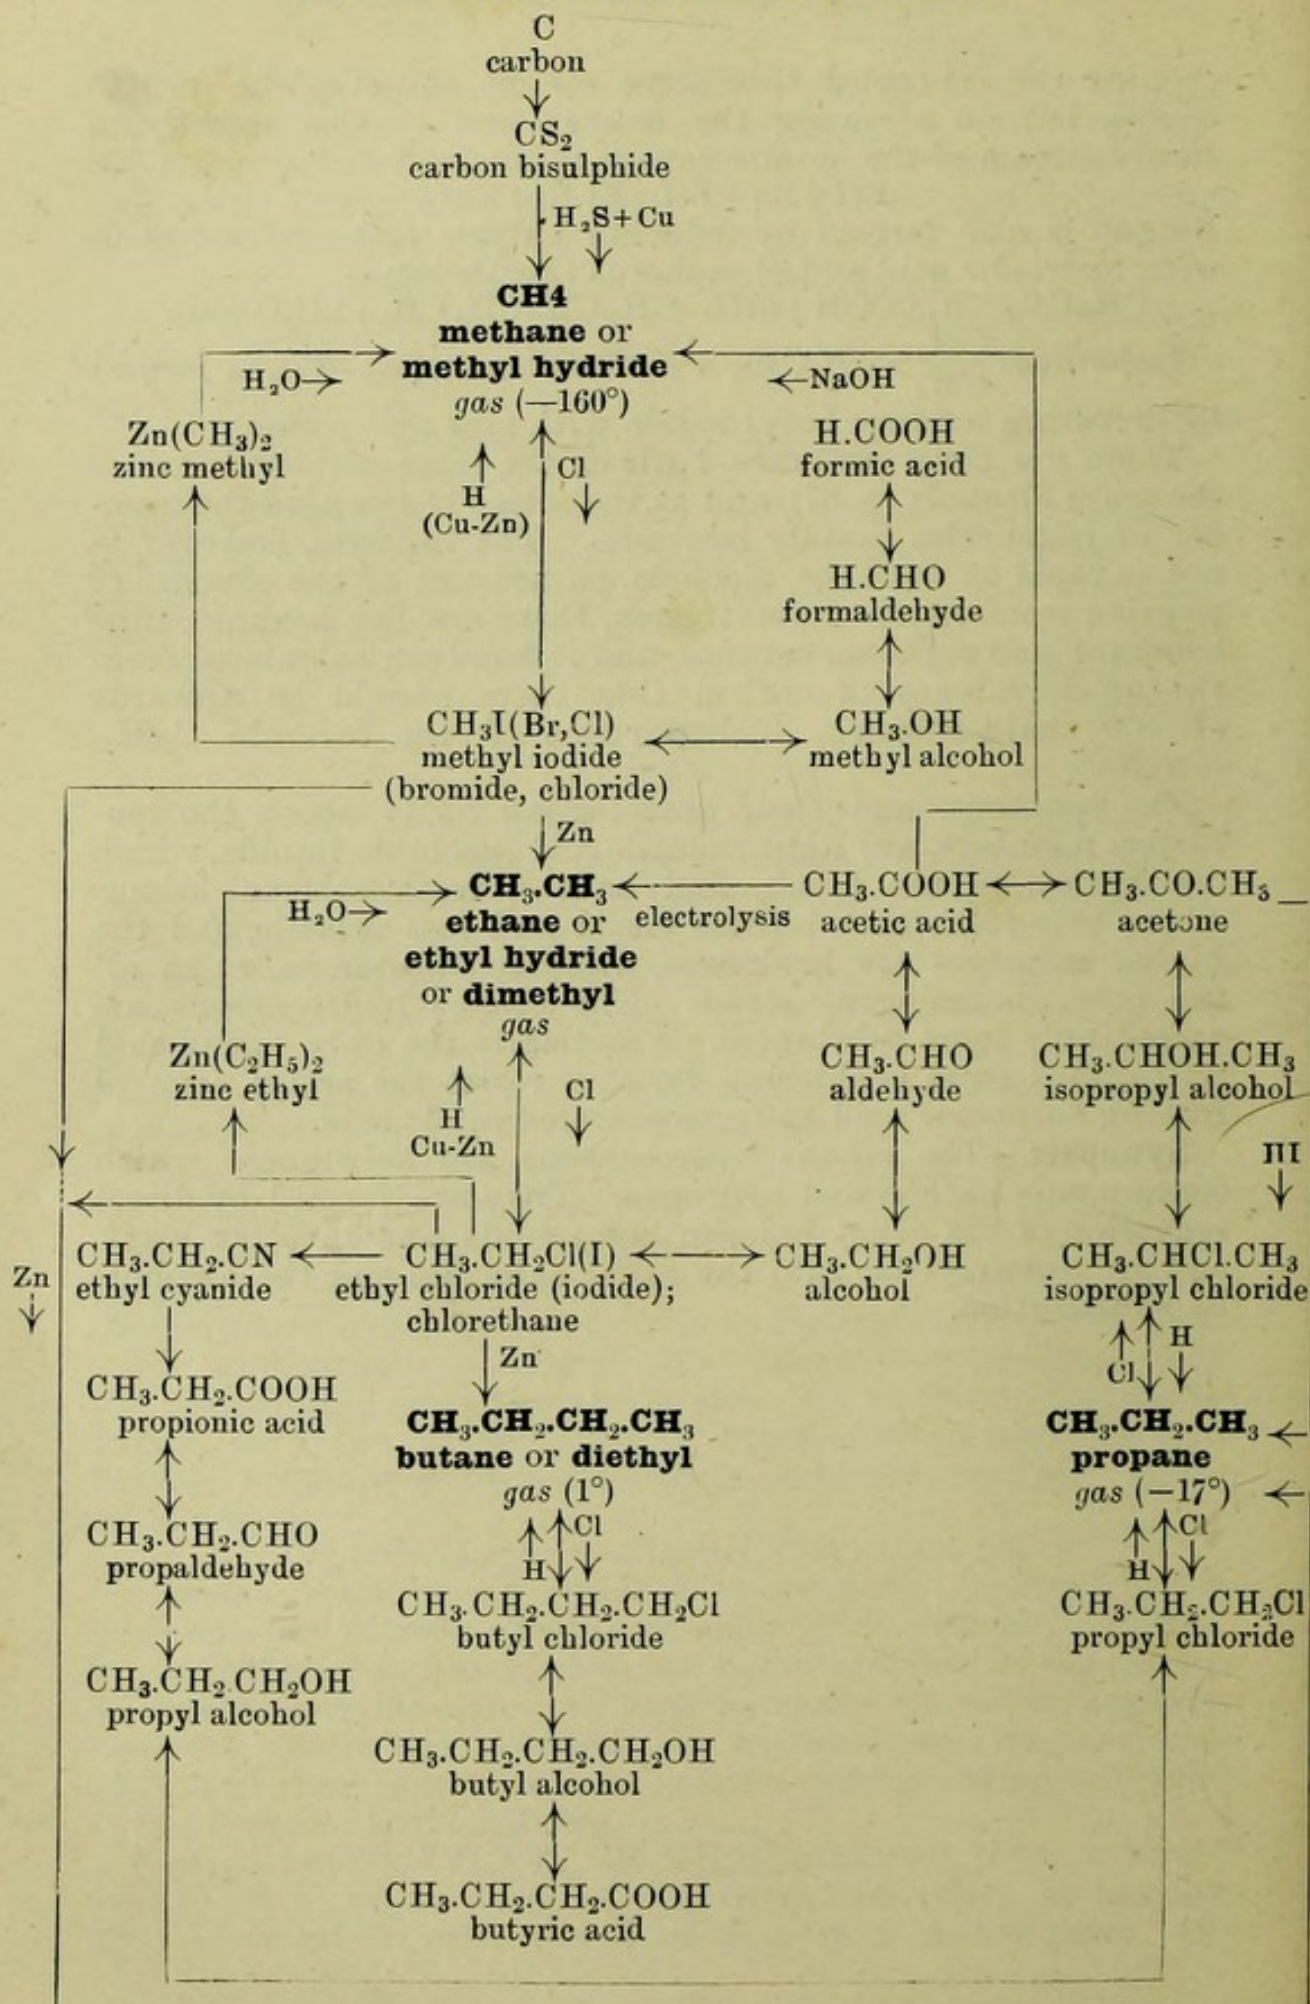 C
carbon
CS₂
carbon bisulphide
H₂S+Cu
CH4
methane or
methyl hydride
gas (—160°)
H₂O
NaOH
Zn(CH₃)₂
zinc methyl
H
(Cu-Zn)
Cl
H.COOH
formic acid
H.CHO
formaldehyde
CH₃I(Br,Cl)
methyl iodide
(bromide, chloride)
CH₃.OH
methyl alcohol
Zn
CH₃.CH₃
ethane or
ethyl hydride
or dimethyl
gas
H₂O
electrolysis
CH₃.COOH
acetic acid
CH₃.CO.CH₃
acetone
Zn(C₂H₅)₂
zinc ethyl
H
Cu-Zn
Cl
CH₃.CHO
aldehyde
CH₃.CHOH.CH₃
isopropyl alcohol
Zn
CH₃.CH₂.CN
ethyl cyanide
CH₃.CH₂Cl(I)
ethyl chloride (iodide);
chlorethane
CH₃.CH₂OH
alcohol
CH₃.CHCl.CH₃
isopropyl chloride
Zn
H
Cl
CH₃.CH₂.COOH
propionic acid
CH₃.CH₂.CH₂.CH₃
butane or diethyl
gas (1°)
CH₃.CH₂.CH₃
propane
gas (—17°)
CH₃.CH₂.CHO
propaldehyde
Cl
H
Cl
H
CH₃.CH₂.CH₂.CH₂Cl
butyl chloride
CH₃.CH₂.CH₂Cl
propyl chloride
CH₃.CH₂.CH₂OH
propyl alcohol
CH₃.CH₂.CH₂.CH₂OH
butyl alcohol
CH₃.CH₂.CH₂.COOH
butyric acid